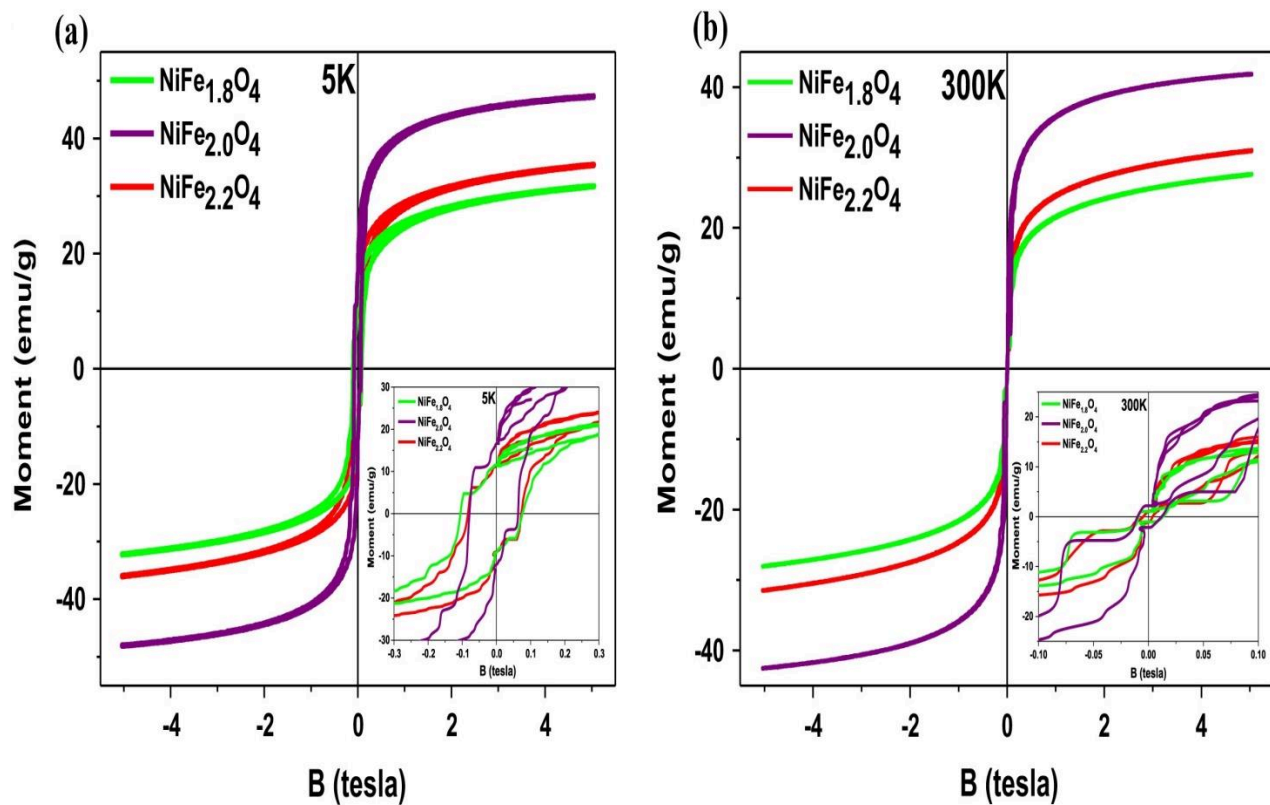 (a)
NiFe1.8O4
5K
NiFe2.0O4
NiFe2.2O4
40
20
0
-20
-40
Moment (emu/g)
-4
-2
0
2
4
B (tesla)
5K
NiFe1.8O4
NiFe2.0O4
NiFe2.2O4
30
20
10
0
-10
-20
-30
Moment (emu/g)
-0.3
-0.2
-0.1
0.0
0.1
0.2
0.3
B (tesla)
(b)
NiFe1.8O4
300K
NiFe2.0O4
NiFe2.2O4
40
20
0
-20
-40
Moment (emu/g)
-4
-2
0
2
4
B (tesla)
NiFe1.8O4
300K
NiFe2.0O4
NiFe2.2O4
20
10
0
-10
-20
Moment (emu/g)
-0.10
-0.05
0.00
0.05
0.10
B (tesla)